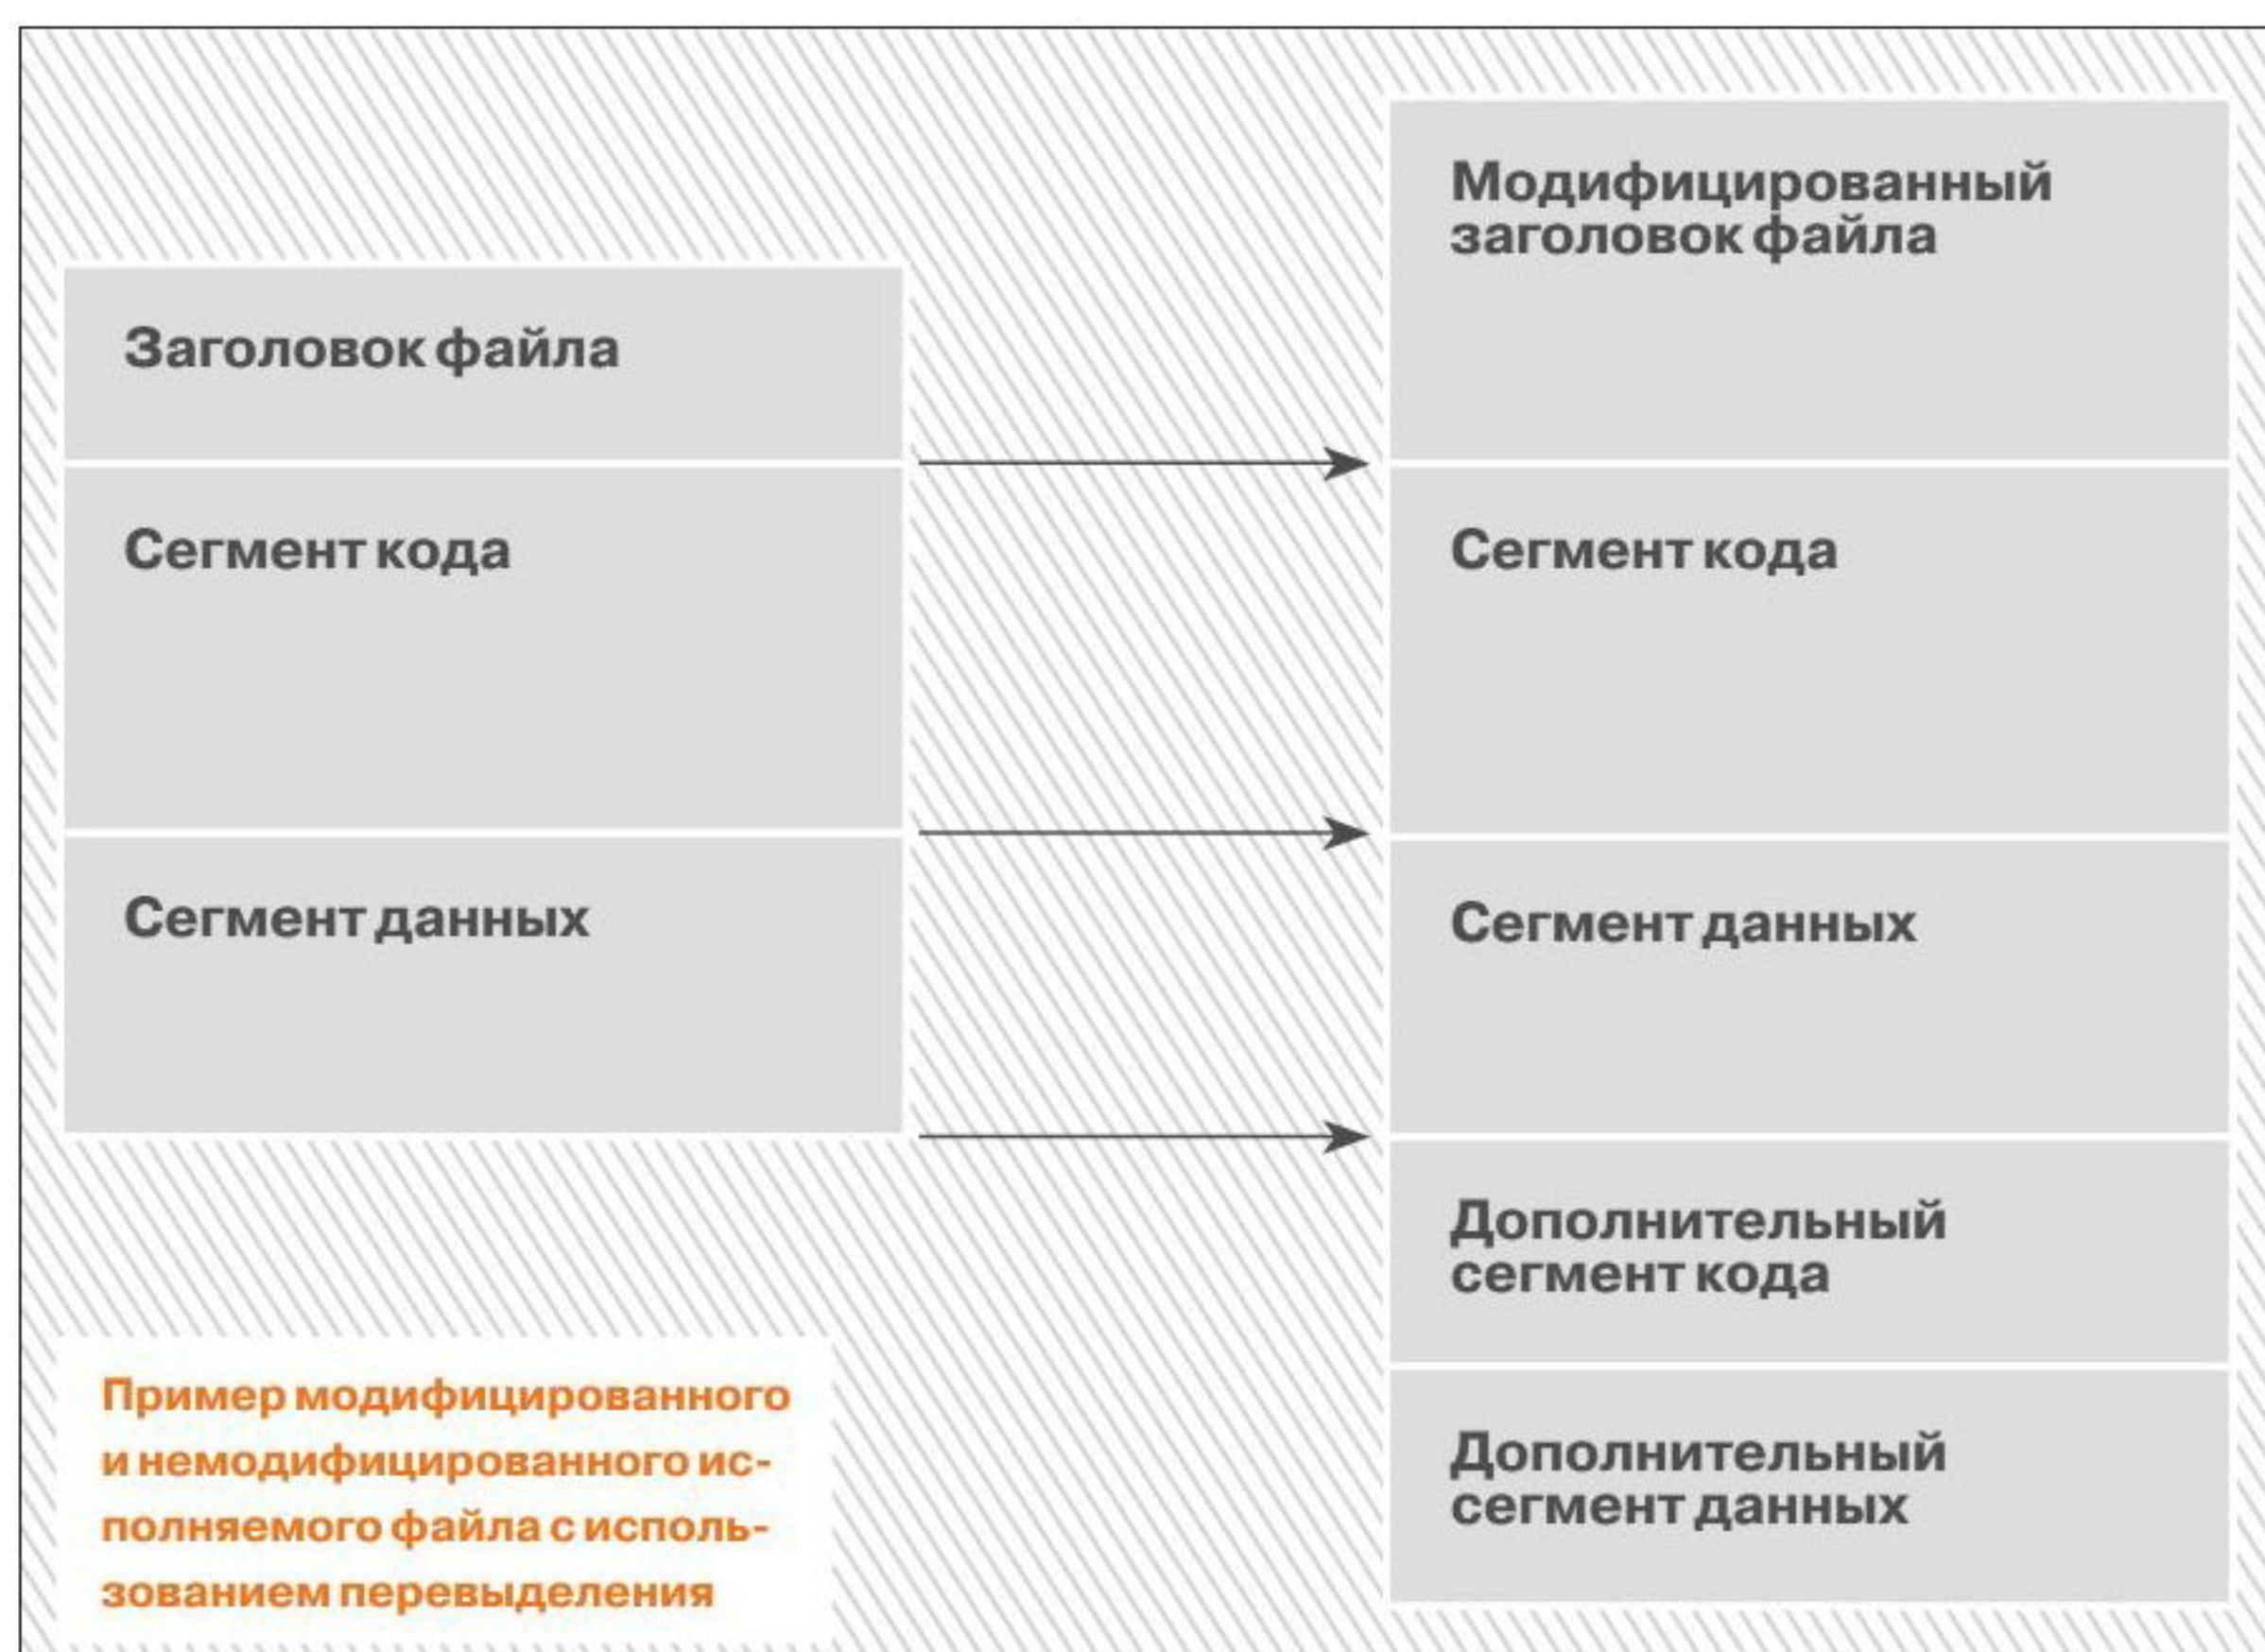 Заголовок файла
Сегмент кода
Сегмент данных
Модифицированный
заголовок файла
Сегмент кода
Сегмент данных
Дополнительный
сегмент кода
Дополнительный
сегмент данных
Пример модифицированного
и немодифицированного ис-
полняемого файла с исполь-
зованием перевыделения